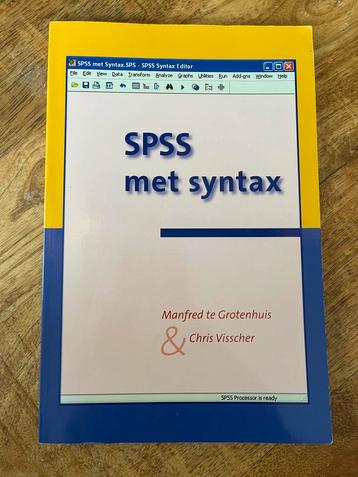 SPSS met Syntax.SPS - SPSS Syntax Editor
File Edit View Data Transform Analyze Graphs Utilities Run Add-ons Window Help
SPSS
met syntax
Manfred te Grotenhuis
& Chris Visscher
SPSS Processor is ready